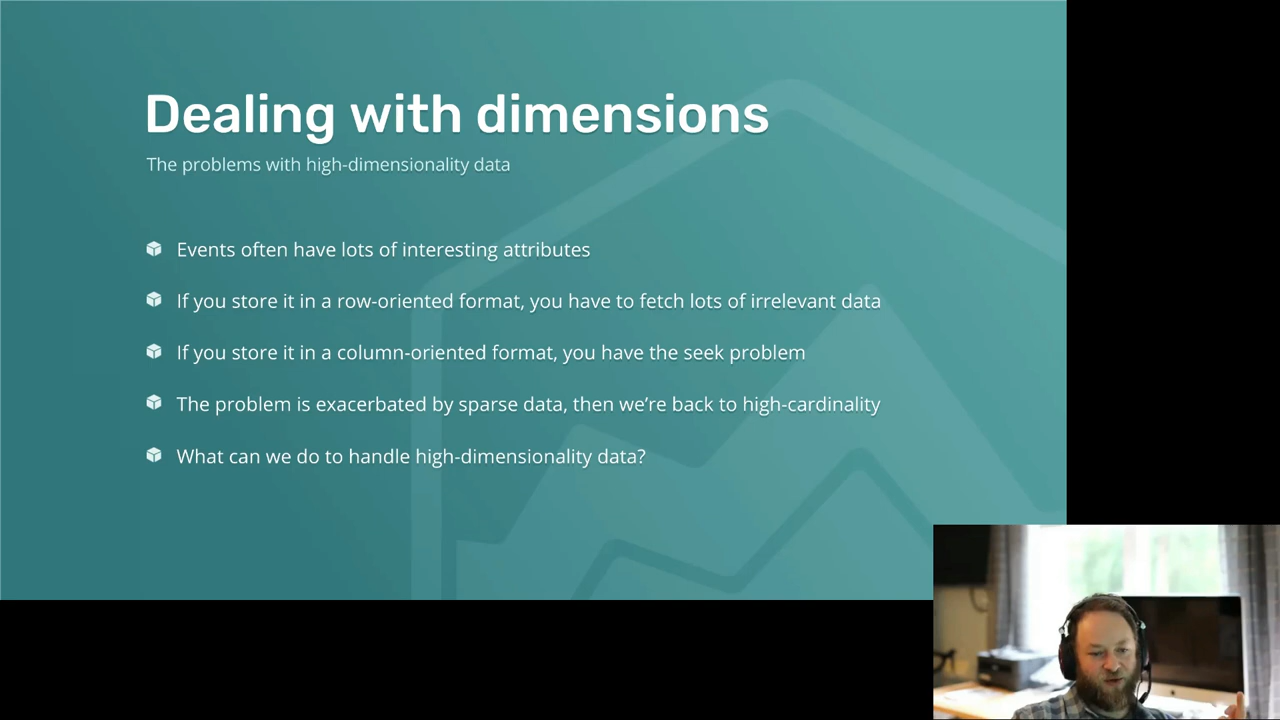 Dealing with dimensions
The problems with high-dimensionality data
Events often have lots of interesting attributes
If you store it in a row-oriented format, you have to fetch lots of irrelevant data
If you store it in a column-oriented format, you have the seek problem
The problem is exacerbated by sparse data, then we’re back to high-cardinality
What can we do to handle high-dimensionality data?